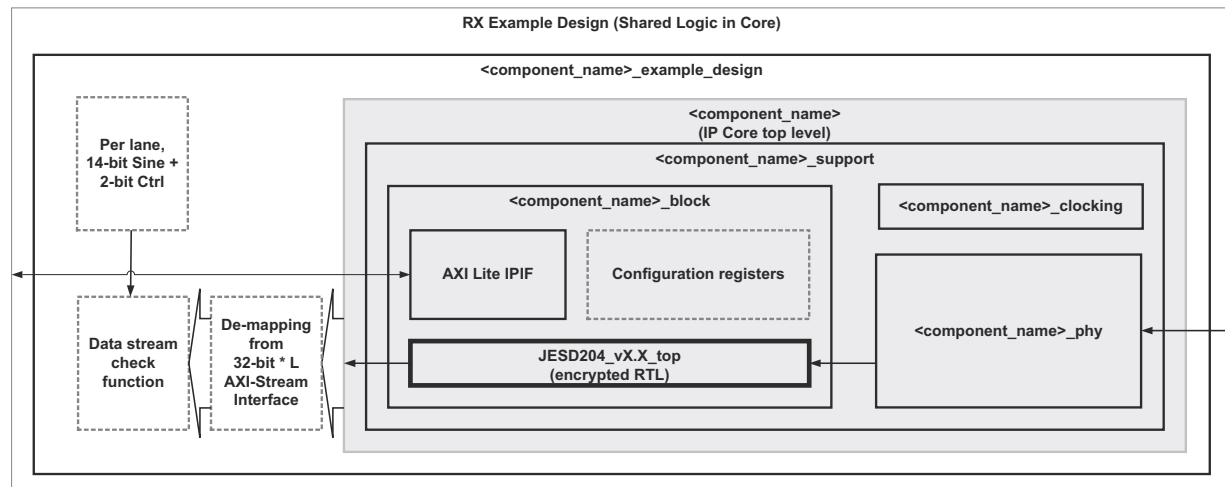 RX Example Design (Shared Logic in Core)
<component_name>_example_design
<component_name>
(IP Core top level)
<component_name>_support
<component_name>_block
<component_name>_clocking
Per lane,
14-bit Sine +
2-bit Ctrl
AXI Lite IPIF
Configuration registers
<component_name>_phy
Data stream
check
function
De-mapping
from
32-bit * L
AXI-Stream
Interface
JESD204_vX.X_top
(encrypted RTL)